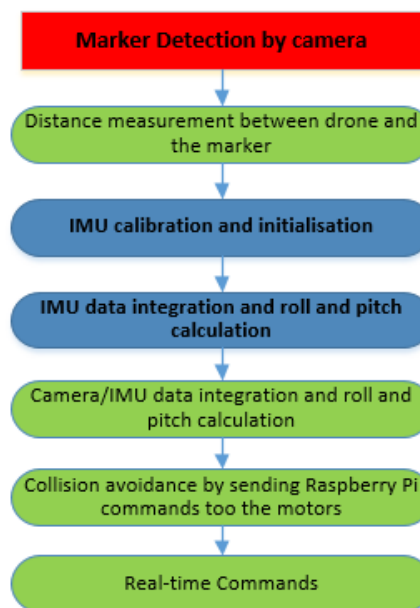 Marker Detection by camera
Distance measurement between drone and
the marker
IMU calibration and initialisation
IMU data integration and roll and pitch
calculation
Camera/IMU data integration and roll and
pitch calculation
Collision avoidance by sending Raspberry Pi
commands too the motors
Real-time Commands